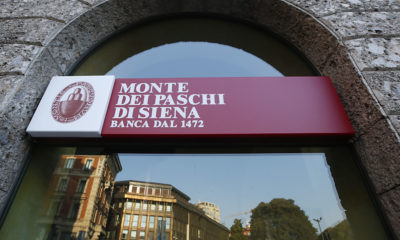 MONTE
DEI PASCHI
DI SIENA
BANCA DAL 1472